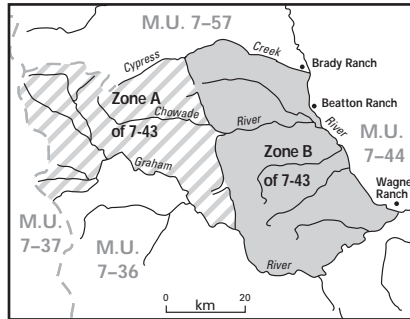 M.U. 7–57
Cypress
Creek
Brady Ranch
Zone A
Beatton Ranch
Chowade
River
River
of 7-43
M.U.
7–44
Zone B
Graham
of 7-43
Wagner
Ranch
M.U.
7–37
M.U.
7–36
River
0 20
km